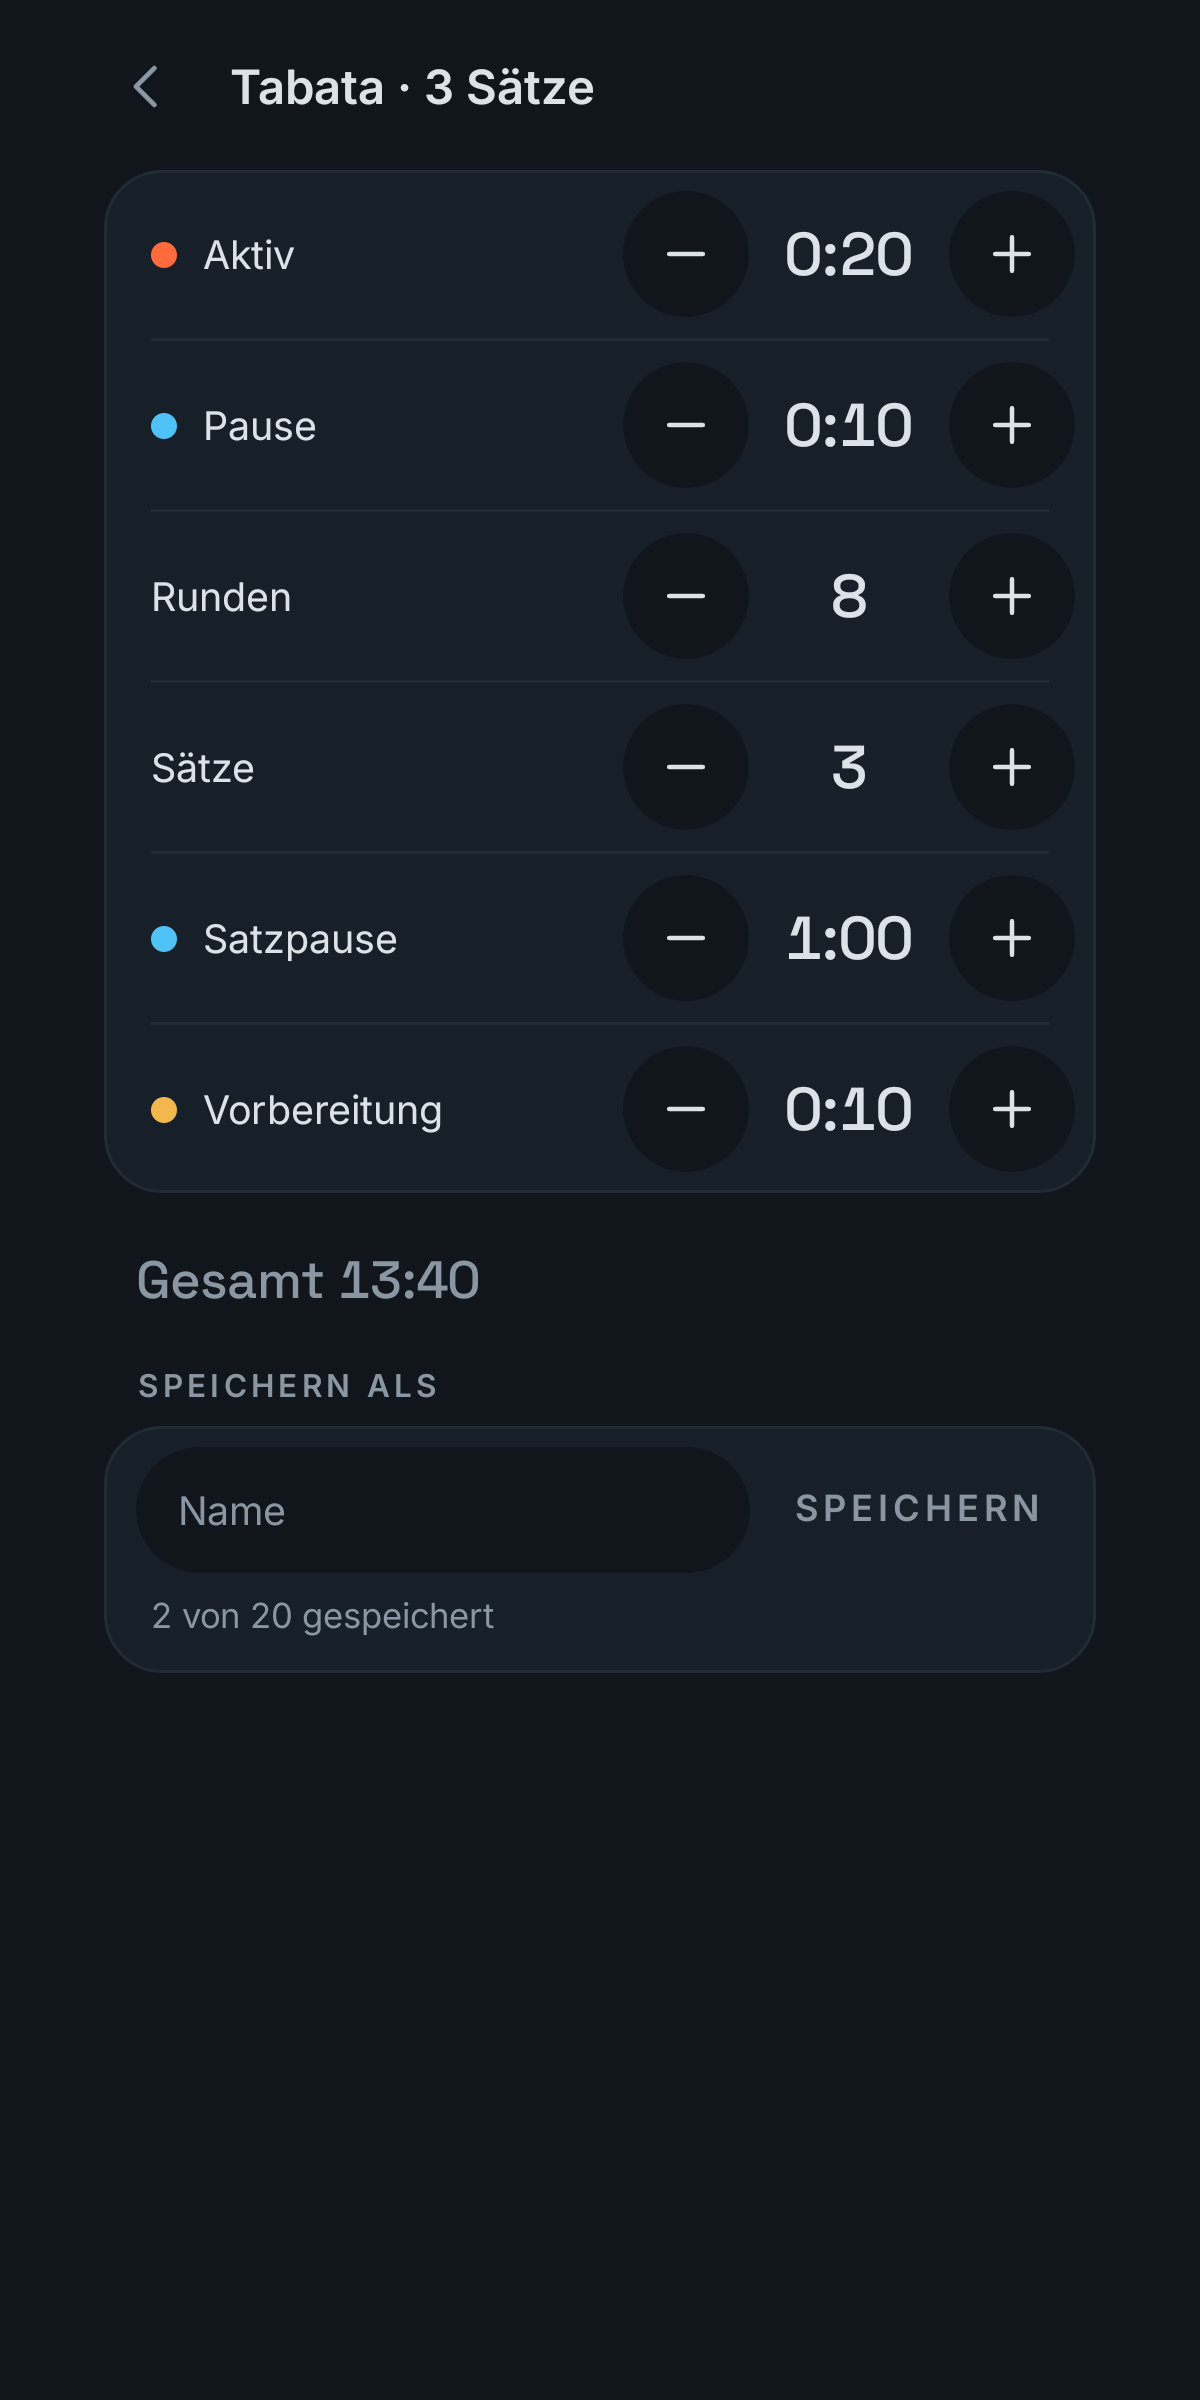 Tabata · 3 Sätze
Aktiv − 0:20 +
Pause − 0:10 +
Runden − 8 +
Sätze − 3 +
Satzpause − 1:00 +
Vorbereitung − 0:10 +
Gesamt 13:40
SPEICHERN ALS
Name SPEICHERN
2 von 20 gespeichert